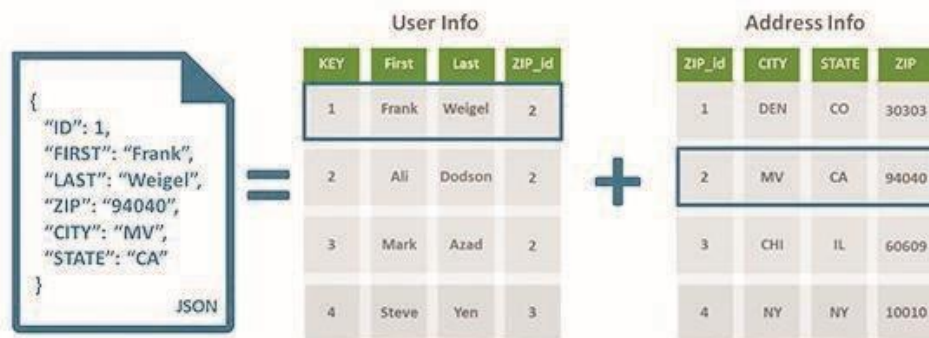 {
"ID": 1,
"FIRST": "Frank",
"LAST": "Weigel",
"ZIP": "94040",
"CITY": "MV",
"STATE": "CA"
}
JSON
=
User Info
KEY First Last ZIP_id
1 Frank Weigel 2
2 Ali Dodson 2
3 Mark Azad 2
4 Steve Yen 3
+
Address Info
ZIP_id CITY STATE ZIP
1 DEN CO 30303
2 MV CA 94040
3 CHI IL 60609
4 NY NY 10010